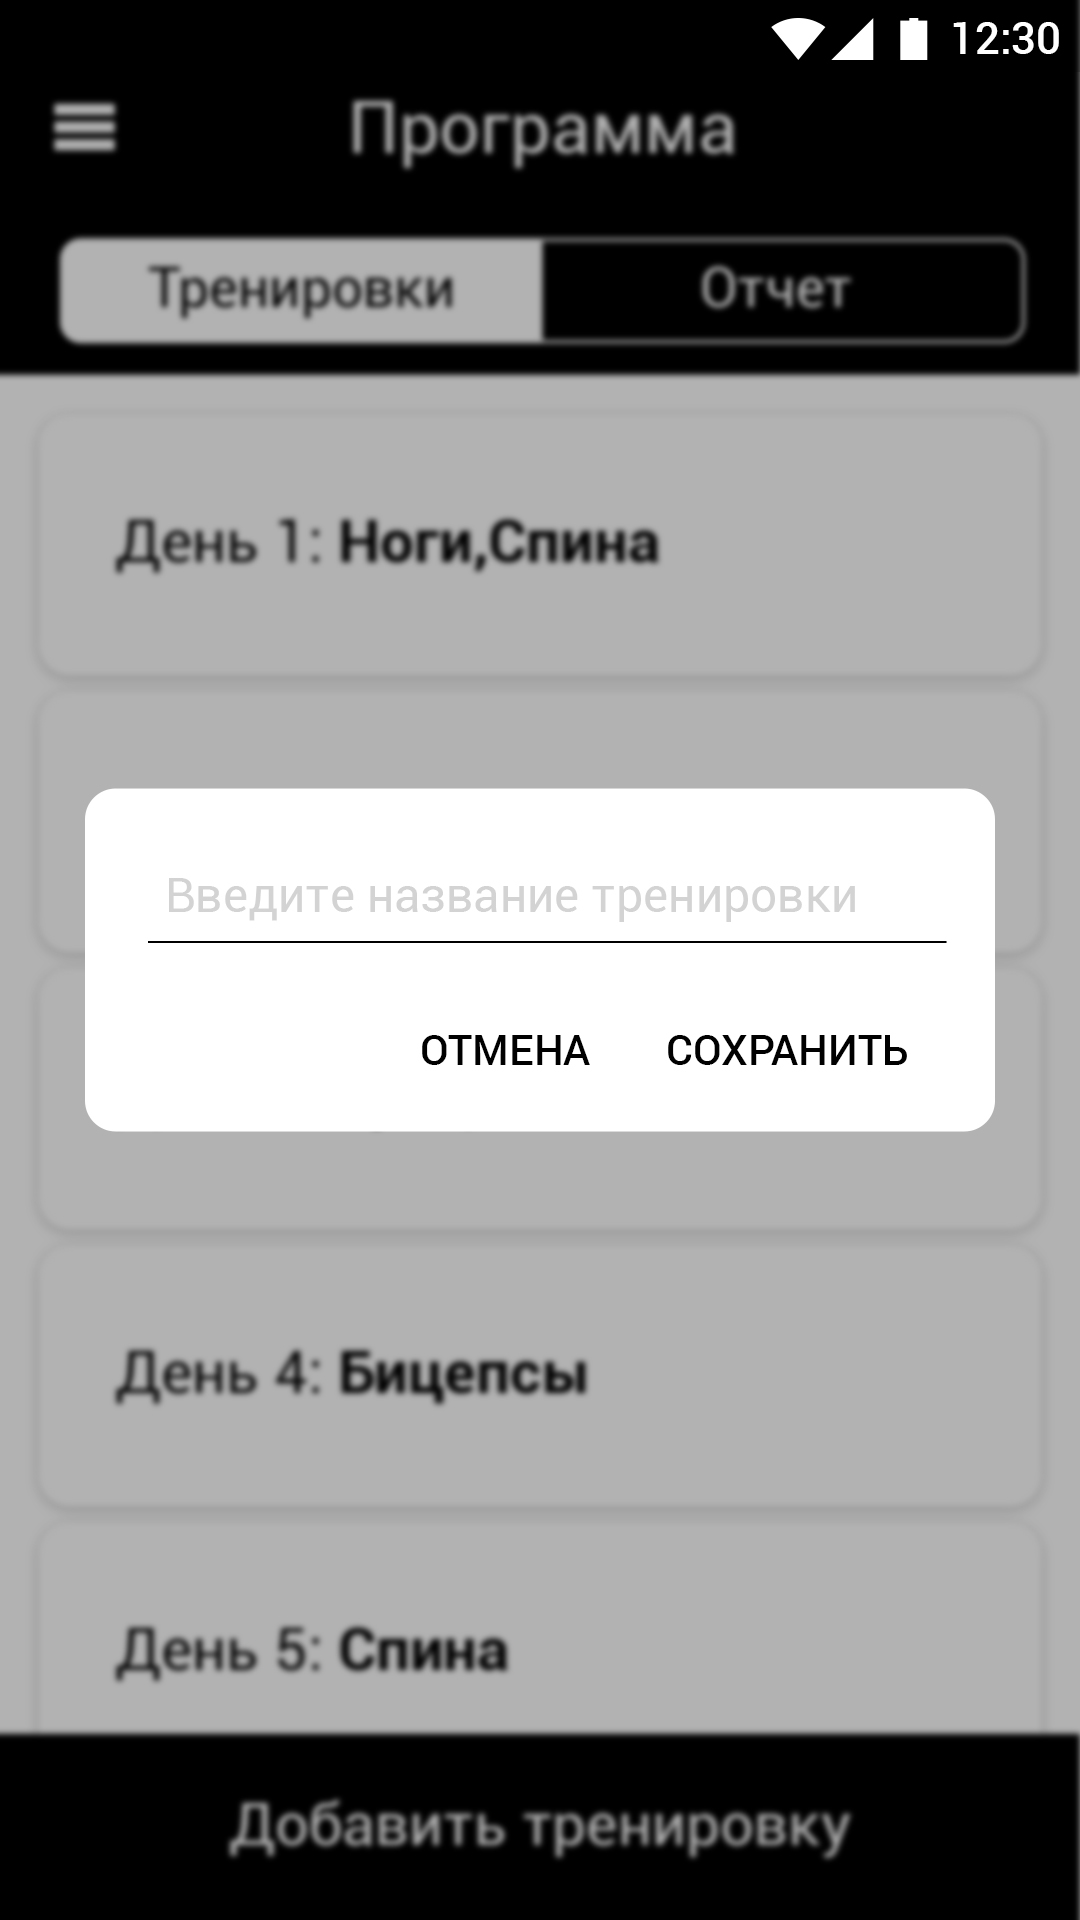 12:30
Программа
Тренировки Отчет
День 1: Ноги,Спина
Введите название тренировки
ОТМЕНА СОХРАНИТЬ
День 4: Бицепсы
День 5: Спина
Добавить тренировку